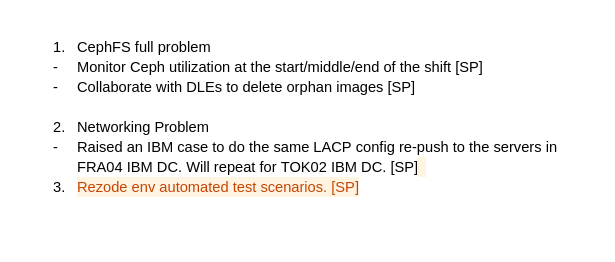 1. CephFS full problem
- Monitor Ceph utilization at the start/middle/end of the shift [SP]
- Collaborate with DLEs to delete orphan images [SP]
2. Networking Problem
- Raised an IBM case to do the same LACP config re-push to the servers in
FRA04 IBM DC. Will repeat for TOK02 IBM DC. [SP]
3. Rezode env automated test scenarios. [SP]